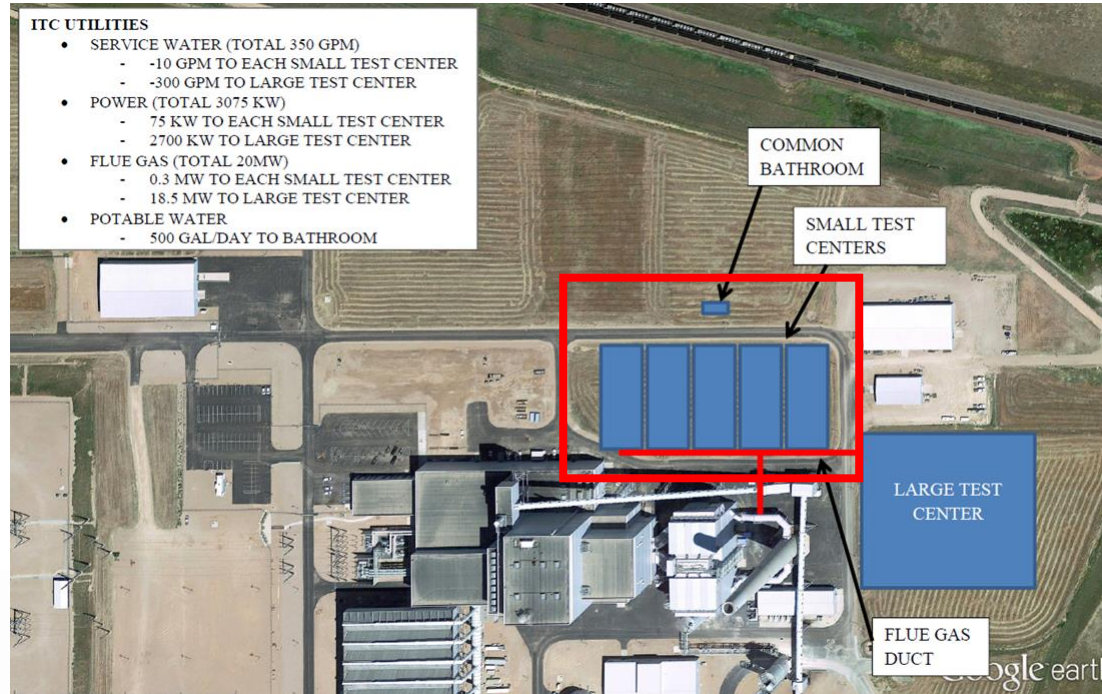 ITC UTILITIES
• SERVICE WATER (TOTAL 350 GPM)
- -10 GPM TO EACH SMALL TEST CENTER
- -300 GPM TO LARGE TEST CENTER
• POWER (TOTAL 3075 KW)
- 75 KW TO EACH SMALL TEST CENTER
- 2700 KW TO LARGE TEST CENTER
• FLUE GAS (TOTAL 20MW)
- 0.3 MW TO EACH SMALL TEST CENTER
- 18.5 MW TO LARGE TEST CENTER
• POTABLE WATER
- 500 GAL/DAY TO BATHROOM
COMMON
BATHROOM
SMALL TEST
CENTERS
LARGE TEST
CENTER
FLUE GAS
DUCT
Google earth